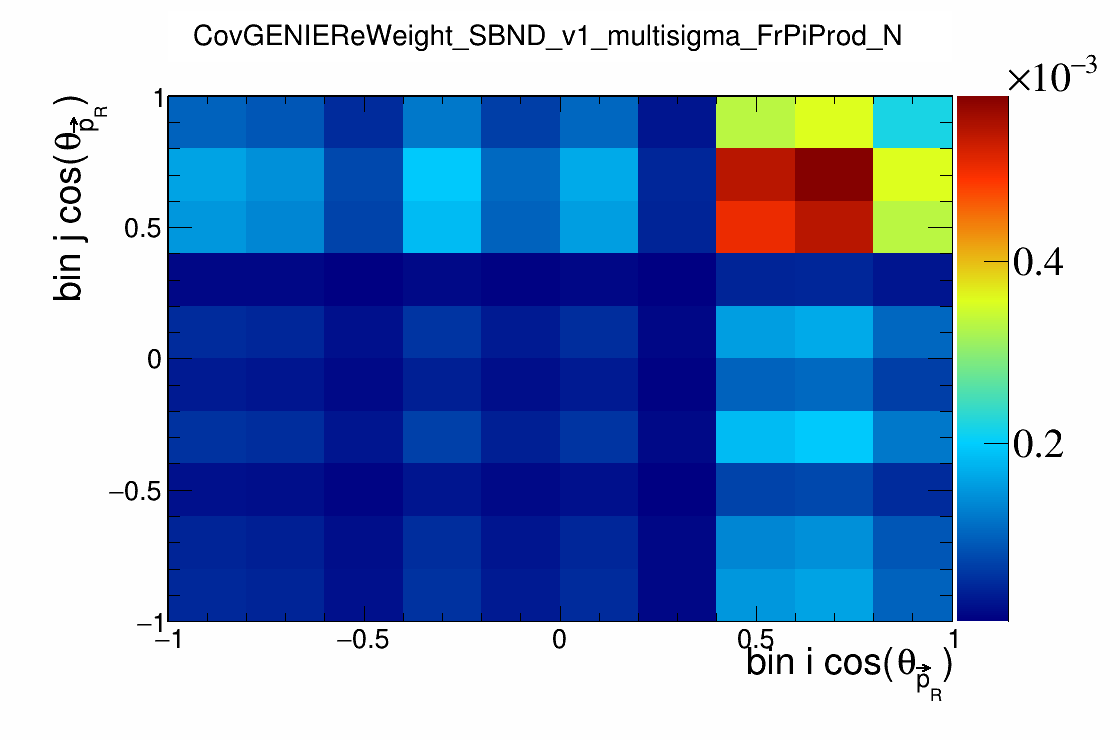 CovGENIEReWeight_SBND_v1_multisigma_FrPiProd_N
×10⁻³
bin j cos(θ_p⃗_R)
1
0.5
0
−0.5
−1
0.4
0.2
−1 −0.5 0 0.5 1
bin i cos(θ_p⃗_R)